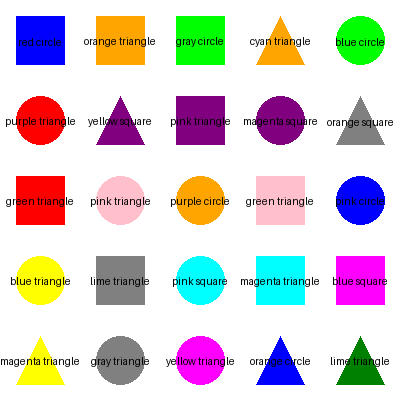 red circle orange triangle gray circle cyan triangle blue circle
purple triangle yellow square pink triangle magenta square orange square
green triangle pink triangle purple circle green triangle pink circle
blue triangle lime triangle pink square magenta triangle blue square
magenta triangle gray triangle yellow triangle orange circle lime triangle